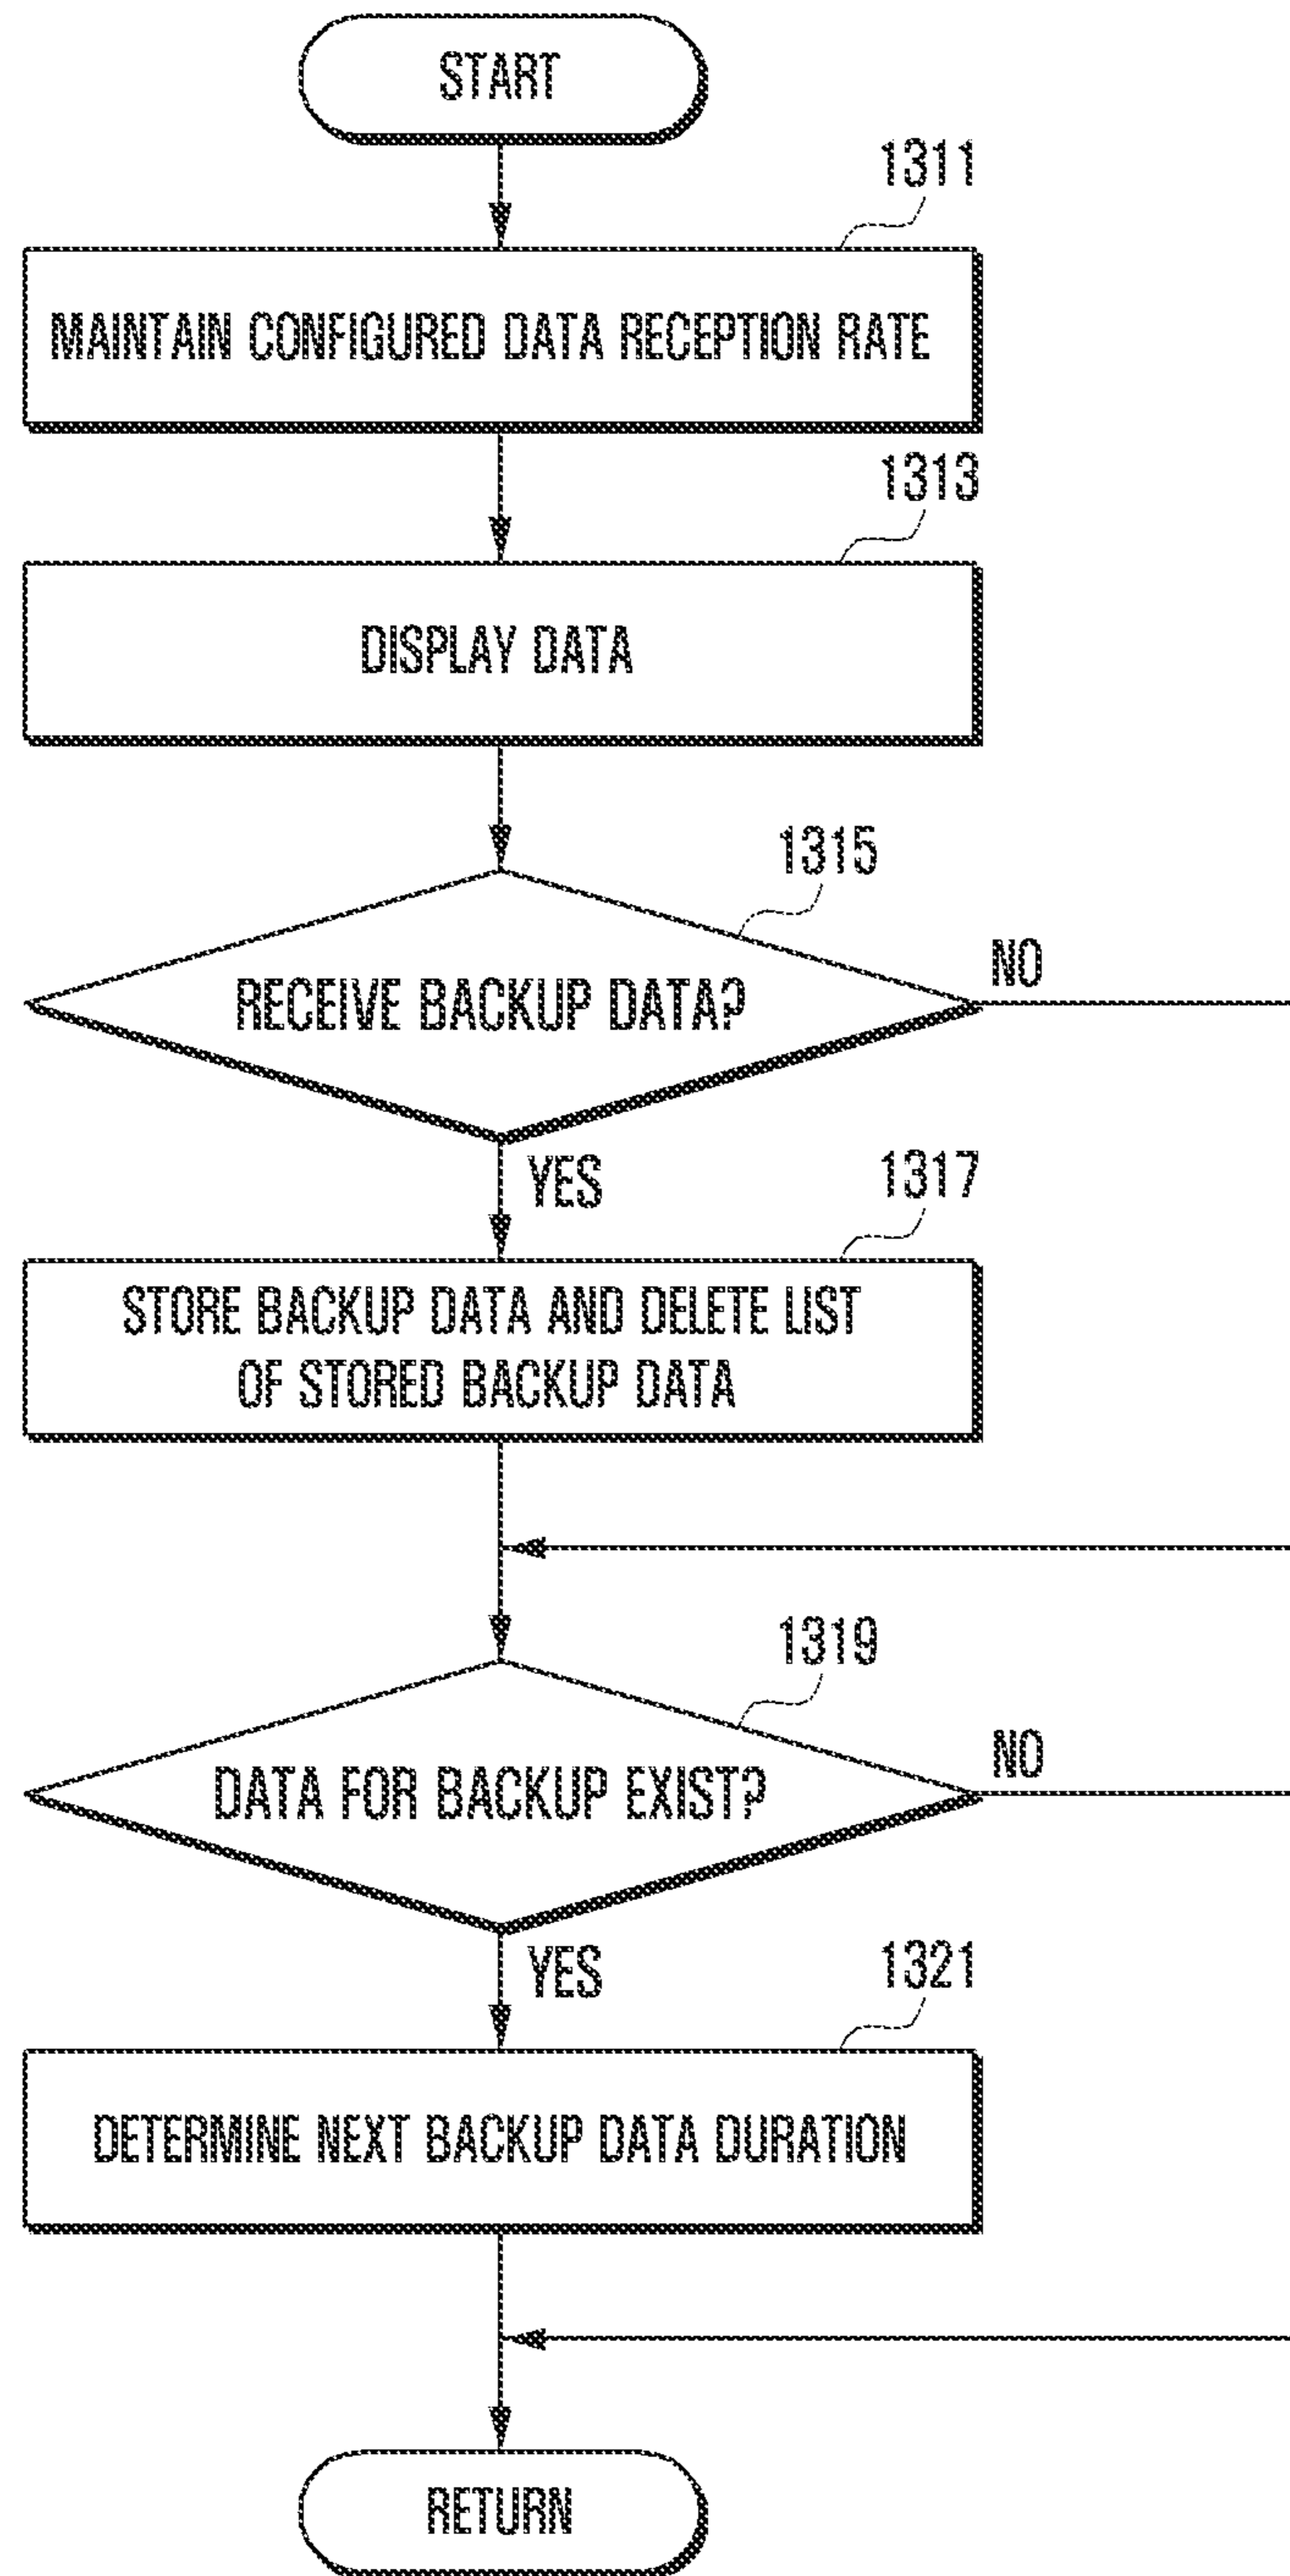 START
1311
MAINTAIN CONFIGURED DATA RECEPTION RATE
1313
DISPLAY DATA
1315
RECEIVE BACKUP DATA?
NO
YES
1317
STORE BACKUP DATA AND DELETE LIST
OF STORED BACKUP DATA
1319
DATA FOR BACKUP EXIST?
NO
YES
1321
DETERMINE NEXT BACKUP DATA DURATION
RETURN